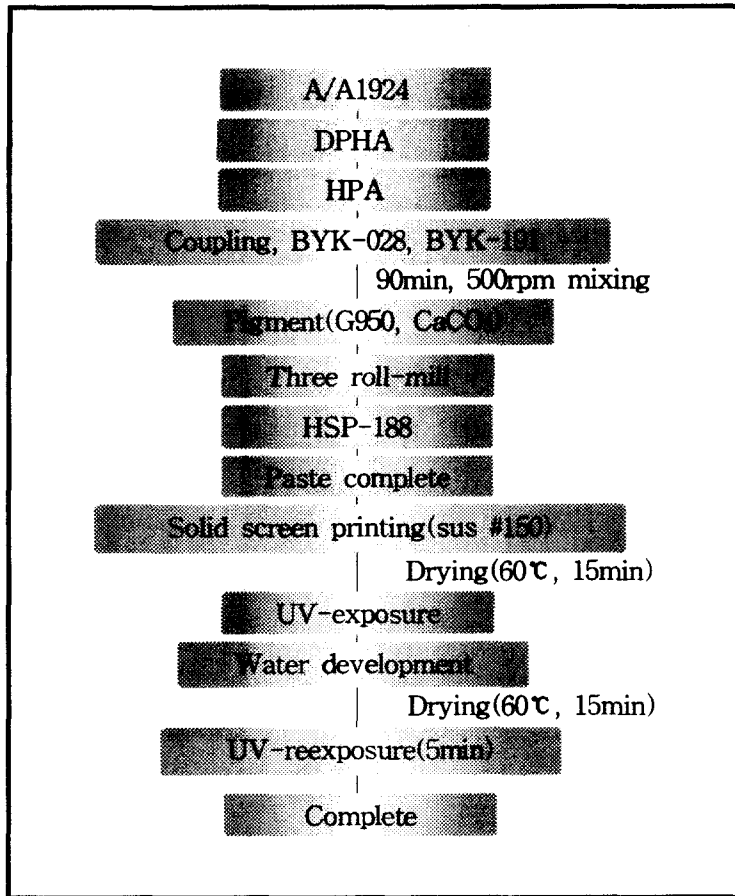 A/A1924
DPHA
HPA
Coupling, BYK-028, BYK-191
90min, 500rpm mixing
Pigment(G950, CaCO₃)
Three roll-mill
HSP-188
Paste complete
Solid screen printing(sus #150)
Drying(60℃, 15min)
UV-exposure
Water development
Drying(60℃, 15min)
UV-reexposure(5min)
Complete